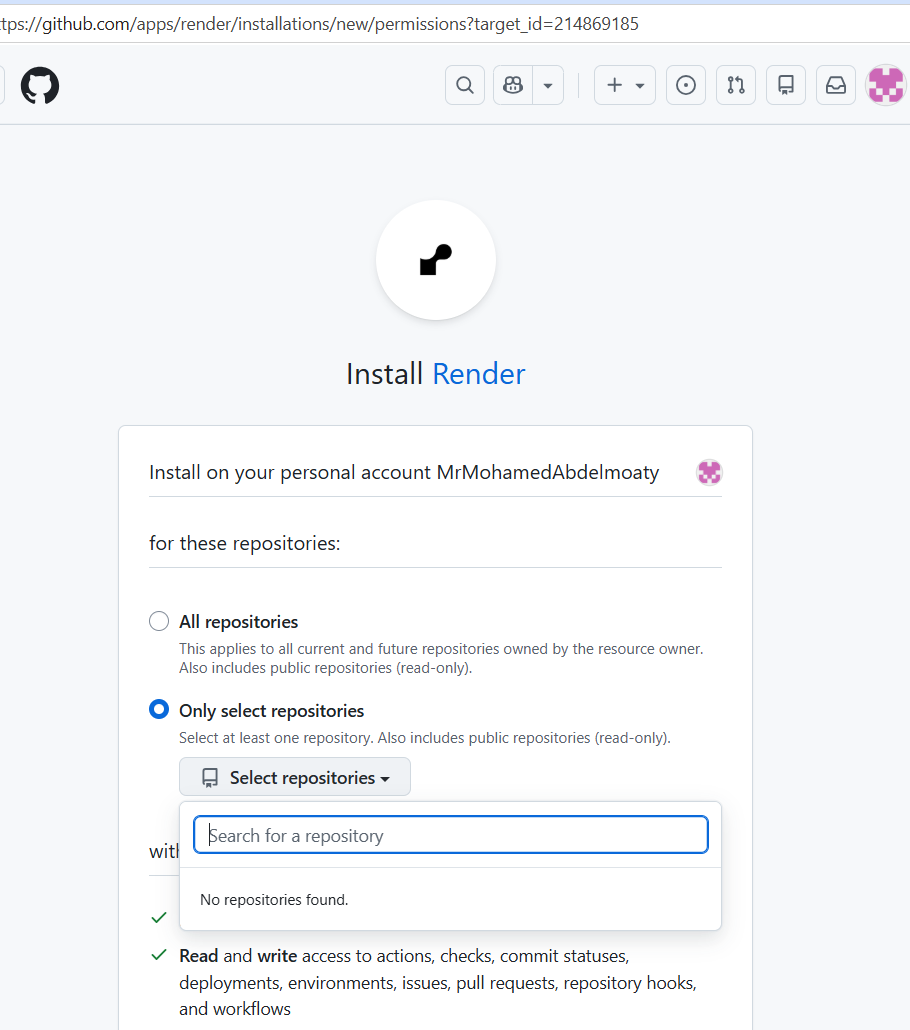 ttps://github.com/apps/render/installations/new/permissions?target_id=214869185
Install Render
Install on your personal account MrMohamedAbdelmoaty
for these repositories:
All repositories
This applies to all current and future repositories owned by the resource owner.
Also includes public repositories (read-only).
Only select repositories
Select at least one repository. Also includes public repositories (read-only).
Select repositories
Search for a repository
No repositories found.
Read and write access to actions, checks, commit statuses,
deployments, environments, issues, pull requests, repository hooks,
and workflows